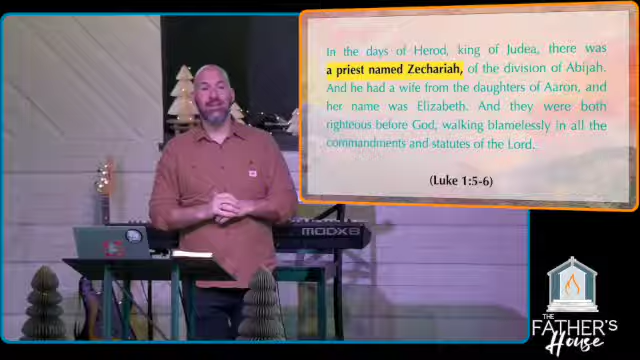 In the days of Herod, king of Judea, there was
a priest named Zechariah, of the division of Abijah.
And he had a wife from the daughters of Aaron, and
her name was Elizabeth. And they were both
righteous before God, walking blamelessly in all the
commandments and statutes of the Lord.
(Luke 1:5-6)
MODX8
THE
FATHER'S
House